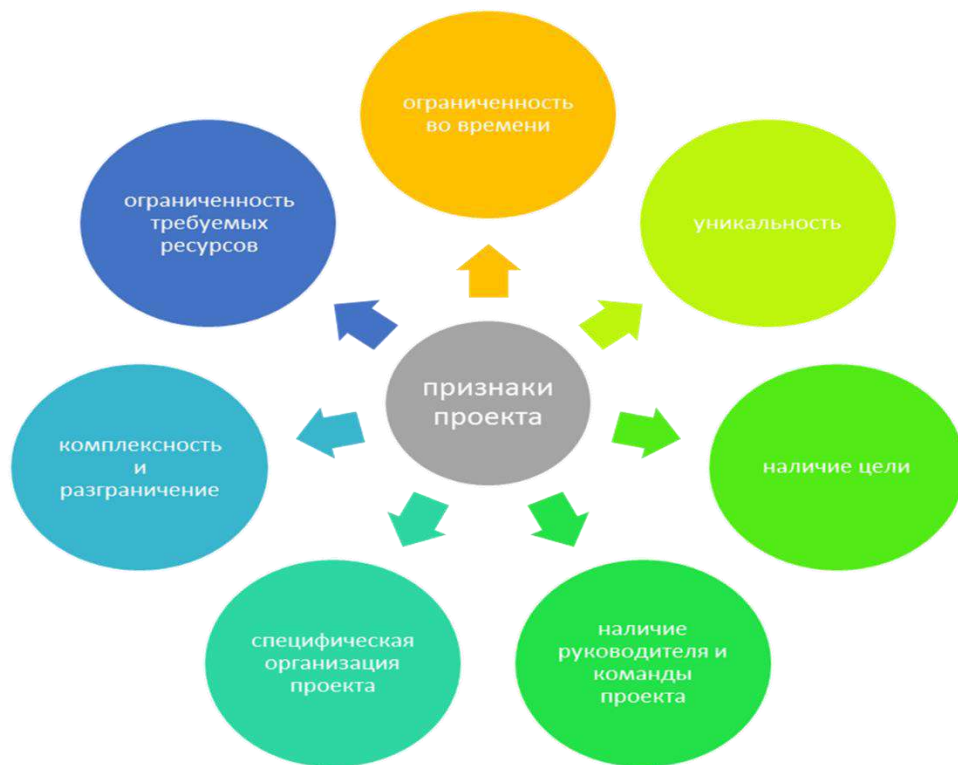 ограниченность
во времени
уникальность
наличие цели
наличие
руководителя и
команды
проекта
специфическая
организация
проекта
комплексность
и
разграничение
ограниченность
требуемых
ресурсов
признаки
проекта